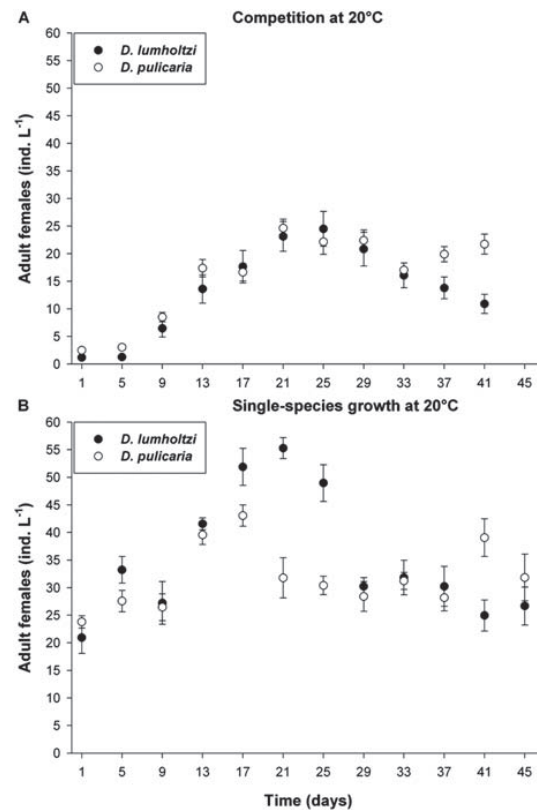 A
Competition at 20°C
D. lumholtzi
D. pulicaria
Adult females (ind. L⁻¹)
60
55
50
45
40
35
30
25
20
15
10
5
0
1 5 9 13 17 21 25 29 33 37 41 45
B
Single-species growth at 20°C
D. lumholtzi
D. pulicaria
Adult females (ind. L⁻¹)
60
55
50
45
40
35
30
25
20
15
10
5
0
1 5 9 13 17 21 25 29 33 37 41 45
Time (days)